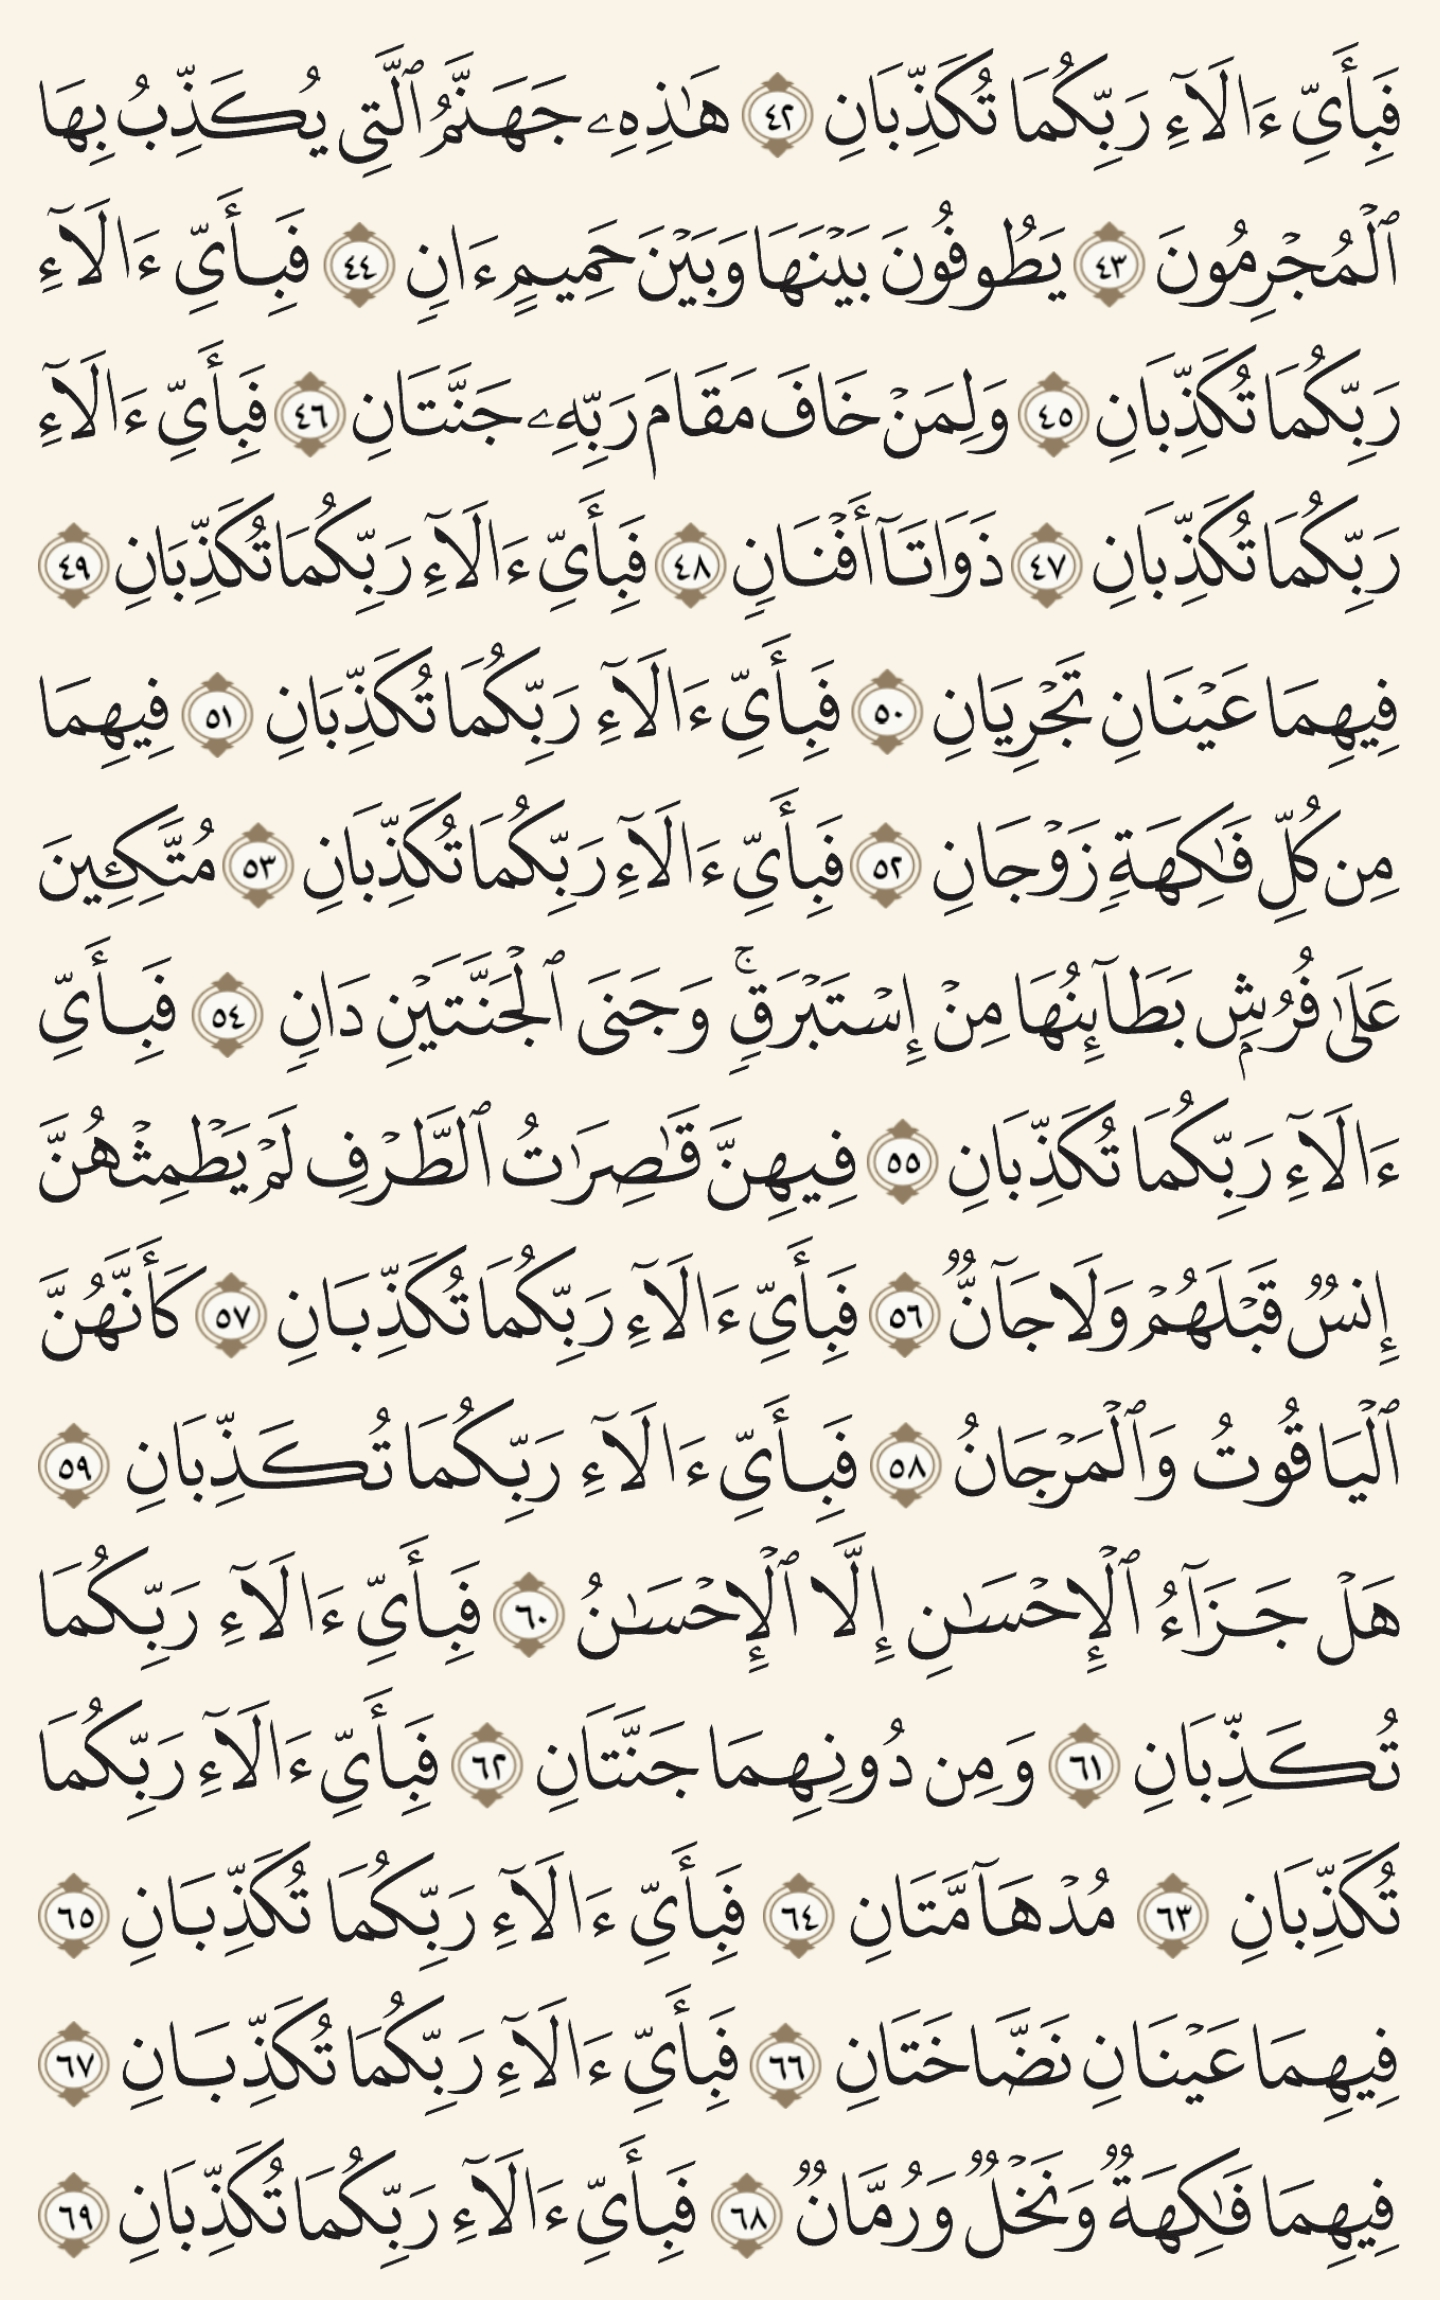 فَبِأَىِّ ءَالَآءِ رَبِّكُمَا تُكَذِّبَانِ ٤٢ هَٰذِهِۦ جَهَنَّمُ ٱلَّتِى يُكَذِّبُ بِهَا
ٱلْمُجْرِمُونَ ٤٣ يَطُوفُونَ بَيْنَهَا وَبَيْنَ حَمِيمٍ ءَانٍ ٤٤ فَبِأَىِّ ءَالَآءِ
رَبِّكُمَا تُكَذِّبَانِ ٤٥ وَلِمَنْ خَافَ مَقَامَ رَبِّهِۦ جَنَّتَانِ ٤٦ فَبِأَىِّ ءَالَآءِ
رَبِّكُمَا تُكَذِّبَانِ ٤٧ ذَوَاتَآ أَفْنَانٍ ٤٨ فَبِأَىِّ ءَالَآءِ رَبِّكُمَا تُكَذِّبَانِ ٤٩
فِيهِمَا عَيْنَانِ تَجْرِيَانِ ٥٠ فَبِأَىِّ ءَالَآءِ رَبِّكُمَا تُكَذِّبَانِ ٥١ فِيهِمَا
مِن كُلِّ فَٰكِهَةٍ زَوْجَانِ ٥٢ فَبِأَىِّ ءَالَآءِ رَبِّكُمَا تُكَذِّبَانِ ٥٣ مُتَّكِـِٔينَ
عَلَىٰ فُرُشٍۭ بَطَآئِنُهَا مِنْ إِسْتَبْرَقٍۚ وَجَنَى ٱلْجَنَّتَيْنِ دَانٍ ٥٤ فَبِأَىِّ
ءَالَآءِ رَبِّكُمَا تُكَذِّبَانِ ٥٥ فِيهِنَّ قَٰصِرَٰتُ ٱلطَّرْفِ لَمْ يَطْمِثْهُنَّ
إِنسٌ قَبْلَهُمْ وَلَا جَآنٌّ ٥٦ فَبِأَىِّ ءَالَآءِ رَبِّكُمَا تُكَذِّبَانِ ٥٧ كَأَنَّهُنَّ
ٱلْيَاقُوتُ وَٱلْمَرْجَانُ ٥٨ فَبِأَىِّ ءَالَآءِ رَبِّكُمَا تُكَذِّبَانِ ٥٩
هَلْ جَزَآءُ ٱلْإِحْسَٰنِ إِلَّا ٱلْإِحْسَٰنُ ٦٠ فَبِأَىِّ ءَالَآءِ رَبِّكُمَا
تُكَذِّبَانِ ٦١ وَمِن دُونِهِمَا جَنَّتَانِ ٦٢ فَبِأَىِّ ءَالَآءِ رَبِّكُمَا
تُكَذِّبَانِ ٦٣ مُدْهَآمَّتَانِ ٦٤ فَبِأَىِّ ءَالَآءِ رَبِّكُمَا تُكَذِّبَانِ ٦٥
فِيهِمَا عَيْنَانِ نَضَّاخَتَانِ ٦٦ فَبِأَىِّ ءَالَآءِ رَبِّكُمَا تُكَذِّبَانِ ٦٧
فِيهِمَا فَٰكِهَةٌ وَنَخْلٌ وَرُمَّانٌ ٦٨ فَبِأَىِّ ءَالَآءِ رَبِّكُمَا تُكَذِّبَانِ ٦٩